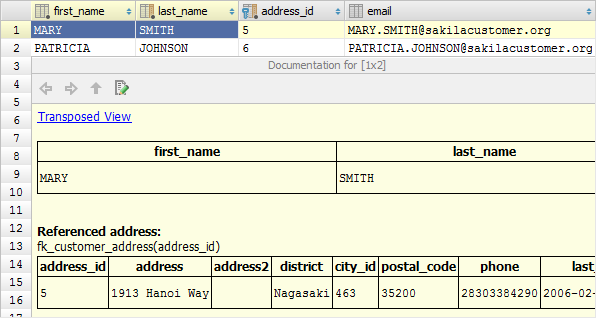 first_name last_name address_id email
1 MARY SMITH 5 MARY.SMITH@sakilacustomer.org
2 PATRICIA JOHNSON 6 PATRICIA.JOHNSON@sakilacustomer.org
3 Documentation for [1x2]
4
5
6 Transposed View
7
8 first_name last_name
9 MARY SMITH
10
11
12 Referenced address:
13 fk_customer_address(address_id)
14 address_id address address2 district city_id postal_code phone last_
15 5 1913 Hanoi Way Nagasaki 463 35200 28303384290 2006-02-
16
17